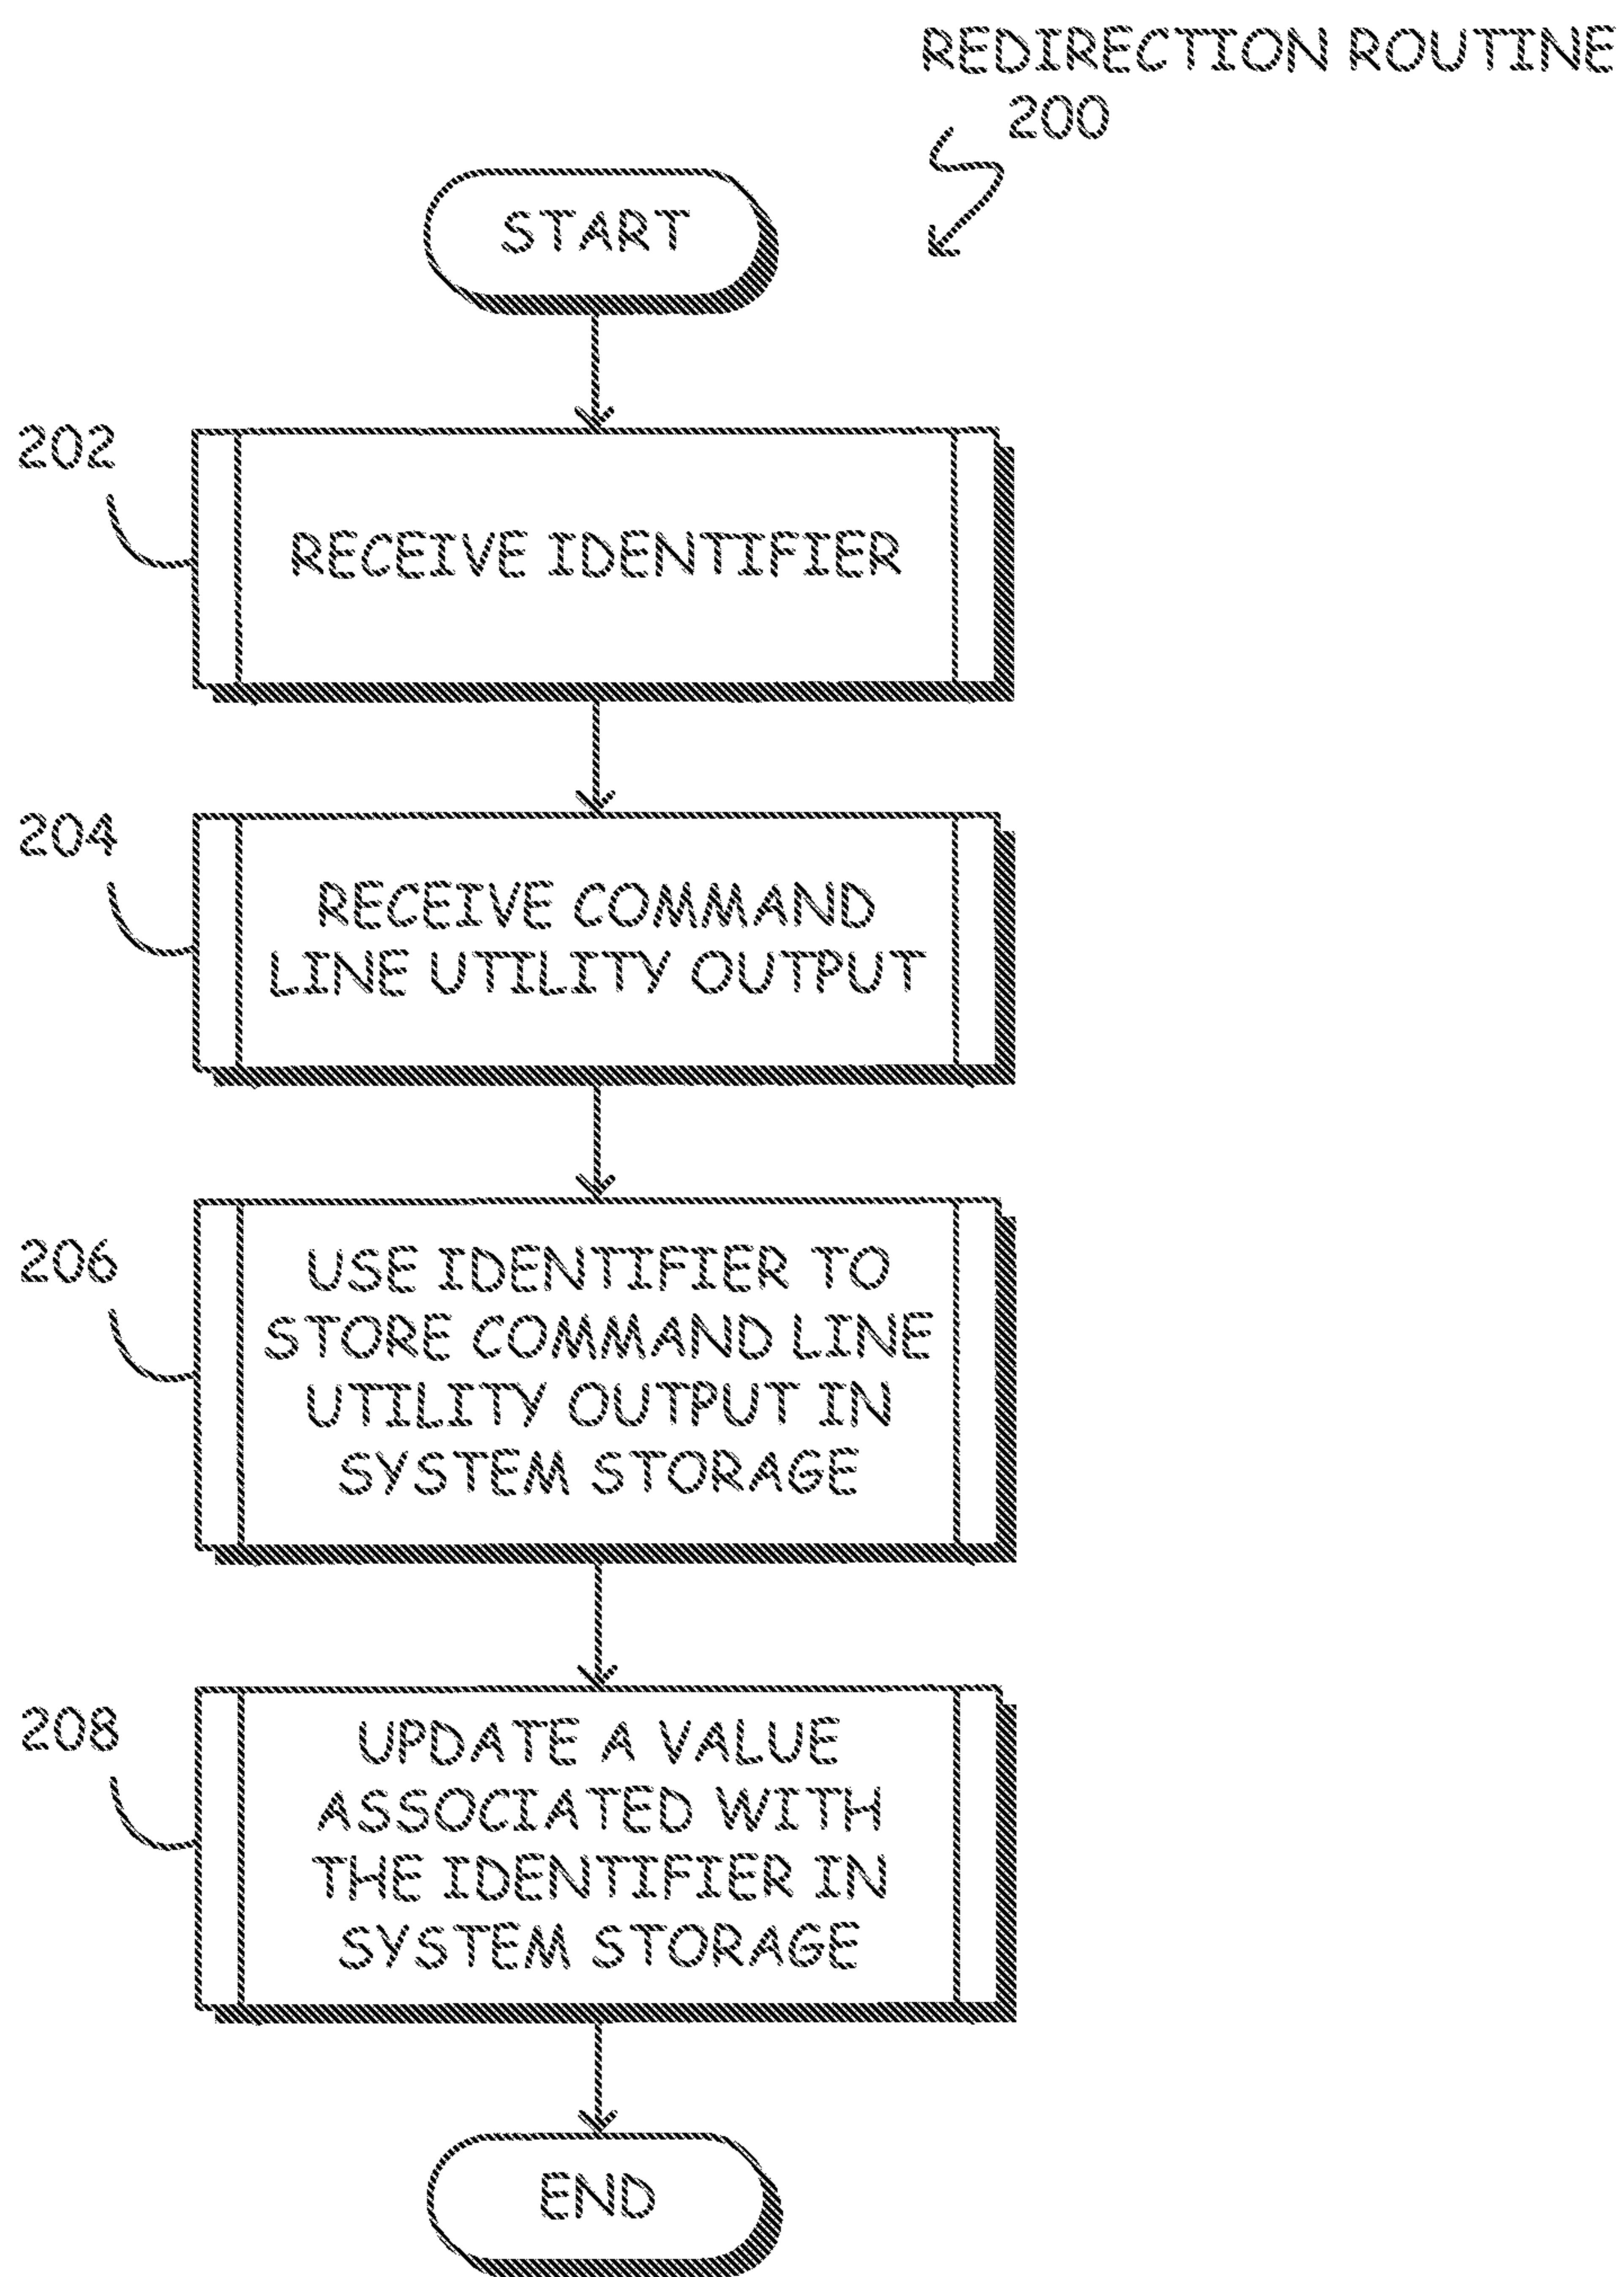 REDIRECTION ROUTINE
200
START
202
RECEIVE IDENTIFIER
204
RECEIVE COMMAND
LINE UTILITY OUTPUT
206
USE IDENTIFIER TO
STORE COMMAND LINE
UTILITY OUTPUT IN
SYSTEM STORAGE
208
UPDATE A VALUE
ASSOCIATED WITH
THE IDENTIFIER IN
SYSTEM STORAGE
END